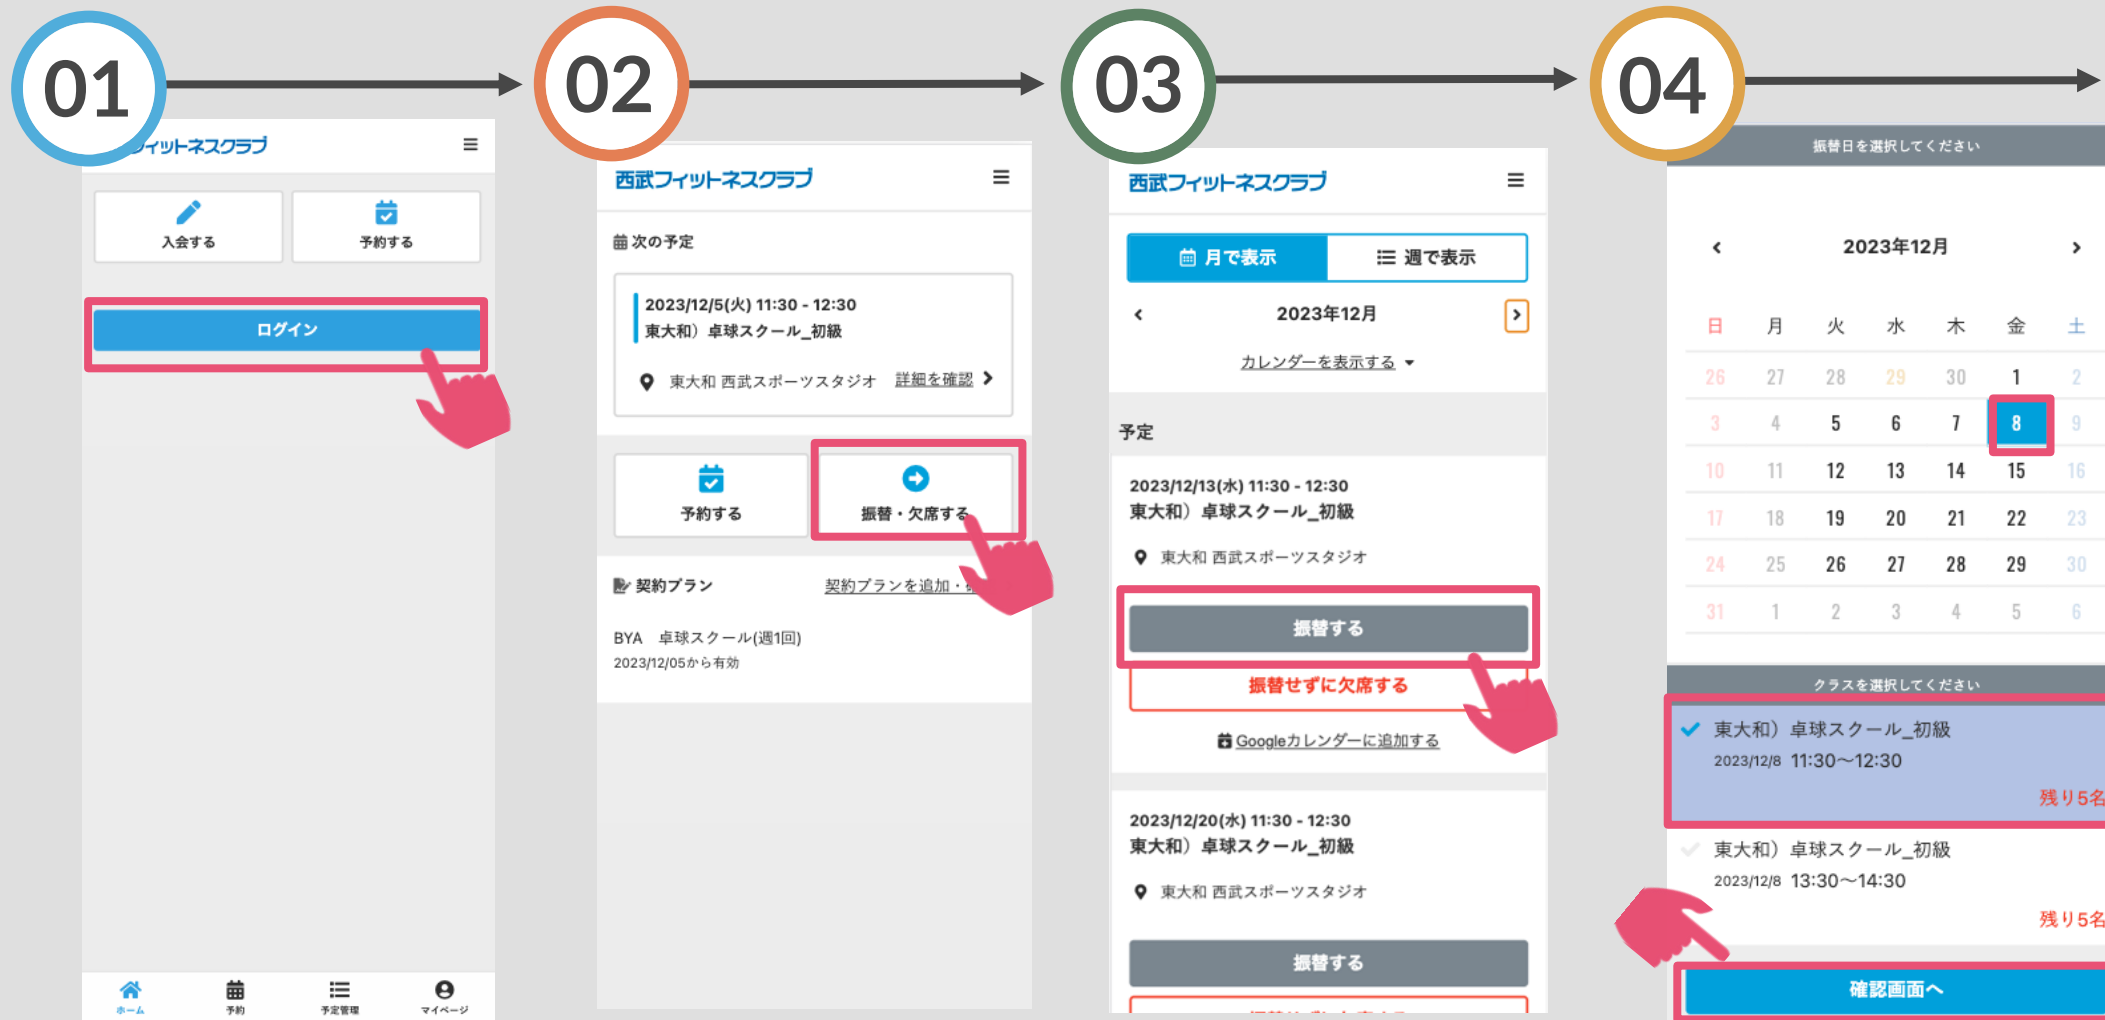 01
フィットネスクラブ
入会する
予約する
ログイン
ホーム
予約
予定管理
マイページ
02
西武フィットネスクラブ
次の予定
2023/12/5(火) 11:30 - 12:30
東大和）卓球スクール_初級
東大和 西武スポーツスタジオ 詳細を確認
予約する
振替・欠席する
契約プラン 契約プランを追加・
BYA 卓球スクール(週1回)
2023/12/05から有効
03
西武フィットネスクラブ
月で表示 週で表示
2023年12月
カレンダーを表示する
予定
2023/12/13(水) 11:30 - 12:30
東大和）卓球スクール_初級
東大和 西武スポーツスタジオ
振替する
振替せずに欠席する
Googleカレンダーに追加する
2023/12/20(水) 11:30 - 12:30
東大和）卓球スクール_初級
東大和 西武スポーツスタジオ
振替する
04
振替日を選択してください
2023年12月
日 月 火 水 木 金 土
26 27 28 29 30 1 2
3 4 5 6 7 8 9
10 11 12 13 14 15 16
17 18 19 20 21 22 23
24 25 26 27 28 29 30
31 1 2 3 4 5 6
クラスを選択してください
東大和）卓球スクール_初級
2023/12/8 11:30〜12:30
残り5名
東大和）卓球スクール_初級
2023/12/8 13:30〜14:30
残り5名
確認画面へ